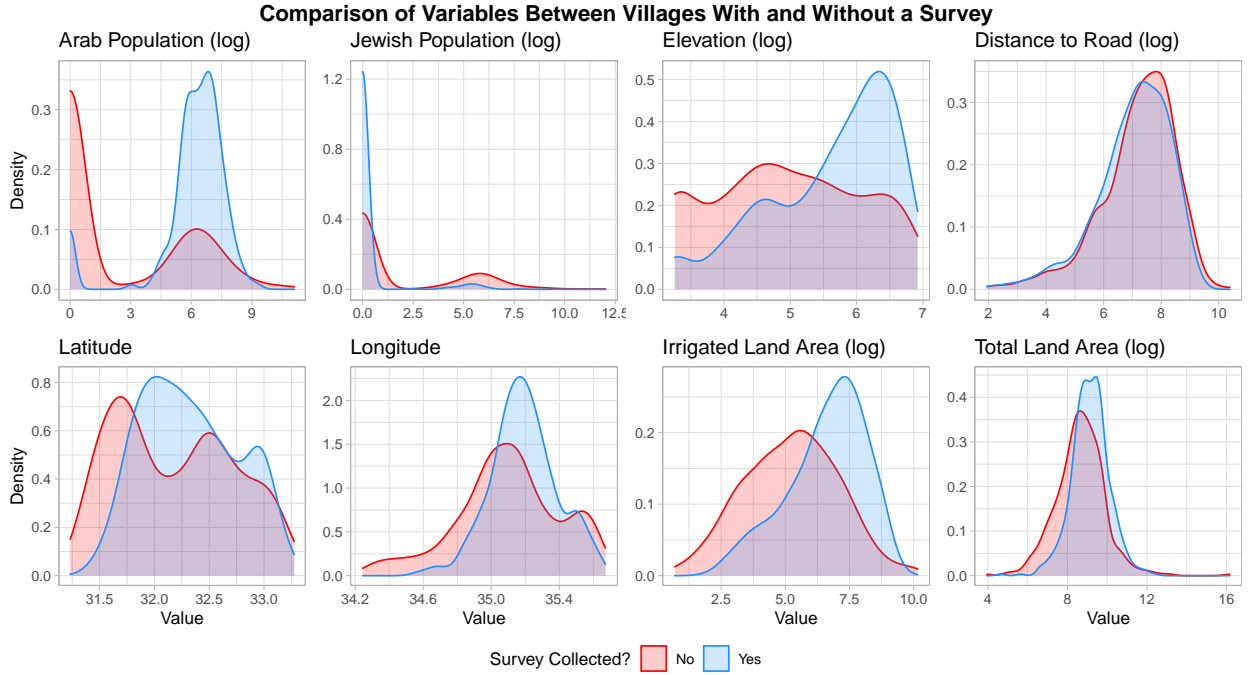 Comparison of Variables Between Villages With and Without a Survey
Arab Population (log) Jewish Population (log) Elevation (log) Distance to Road (log)
Density
0.3
0.2
0.1
0.0
0 3 6 9
1.2
0.8
0.4
0.0
0.0 2.5 5.0 7.5 10.0 12.5
0.5
0.4
0.3
0.2
0.1
0.0
4 5 6 7
0.3
0.2
0.1
0.0
2 4 6 8 10
Latitude Longitude Irrigated Land Area (log) Total Land Area (log)
Density
0.8
0.6
0.4
0.2
0.0
31.5 32.0 32.5 33.0
Value
2.0
1.5
1.0
0.5
0.0
34.2 34.6 35.0 35.4
Value
0.2
0.1
0.0
2.5 5.0 7.5 10.0
Value
0.4
0.3
0.2
0.1
0.0
4 8 12 16
Value
Survey Collected? No Yes